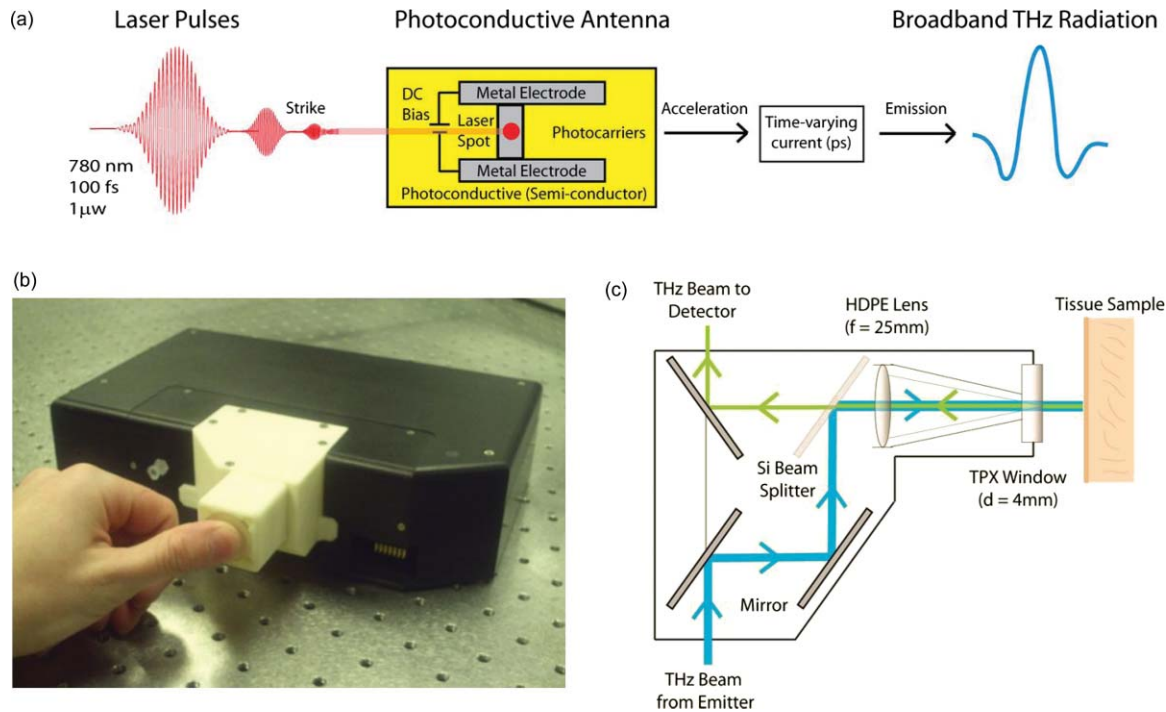 (a)
Laser Pulses
Photoconductive Antenna
Broadband THz Radiation
Strike
780 nm
100 fs
1μw
DC
Bias
Metal Electrode
Laser
Spot
Photocarriers
Metal Electrode
Photoconductive (Semi-conductor)
Acceleration
Time-varying
current (ps)
Emission
(b)
(c)
THz Beam to
Detector
HDPE Lens
(f = 25mm)
Tissue Sample
Si Beam
Splitter
TPX Window
(d = 4mm)
Mirror
THz Beam
from Emitter